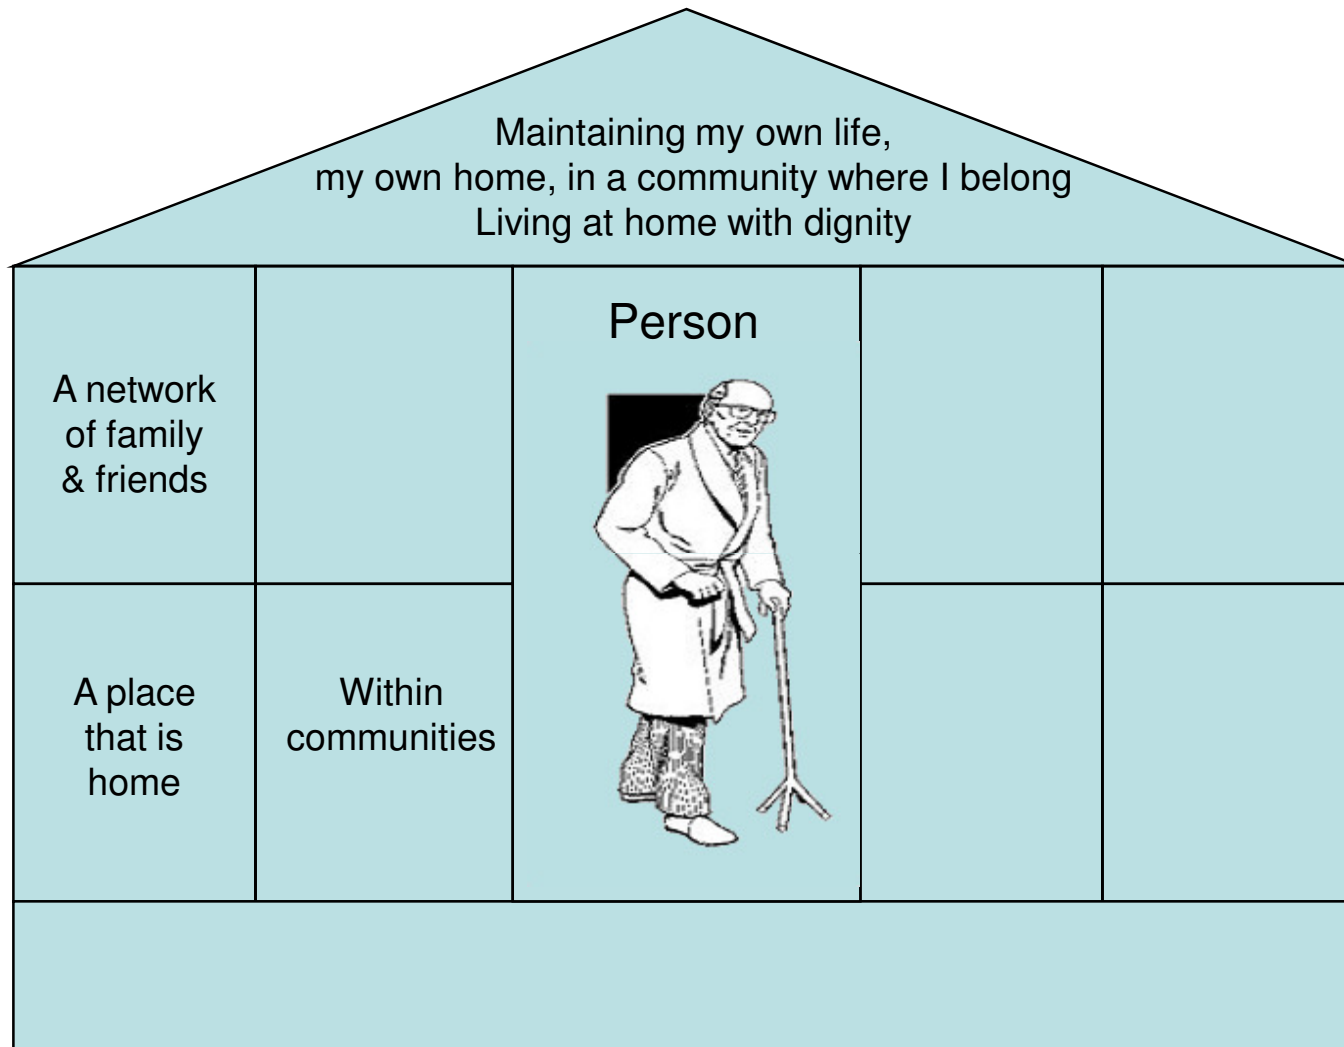 Maintaining my own life,
my own home, in a community where I belong
Living at home with dignity
Person
A network
of family
& friends
A place
that is
home
Within
communities